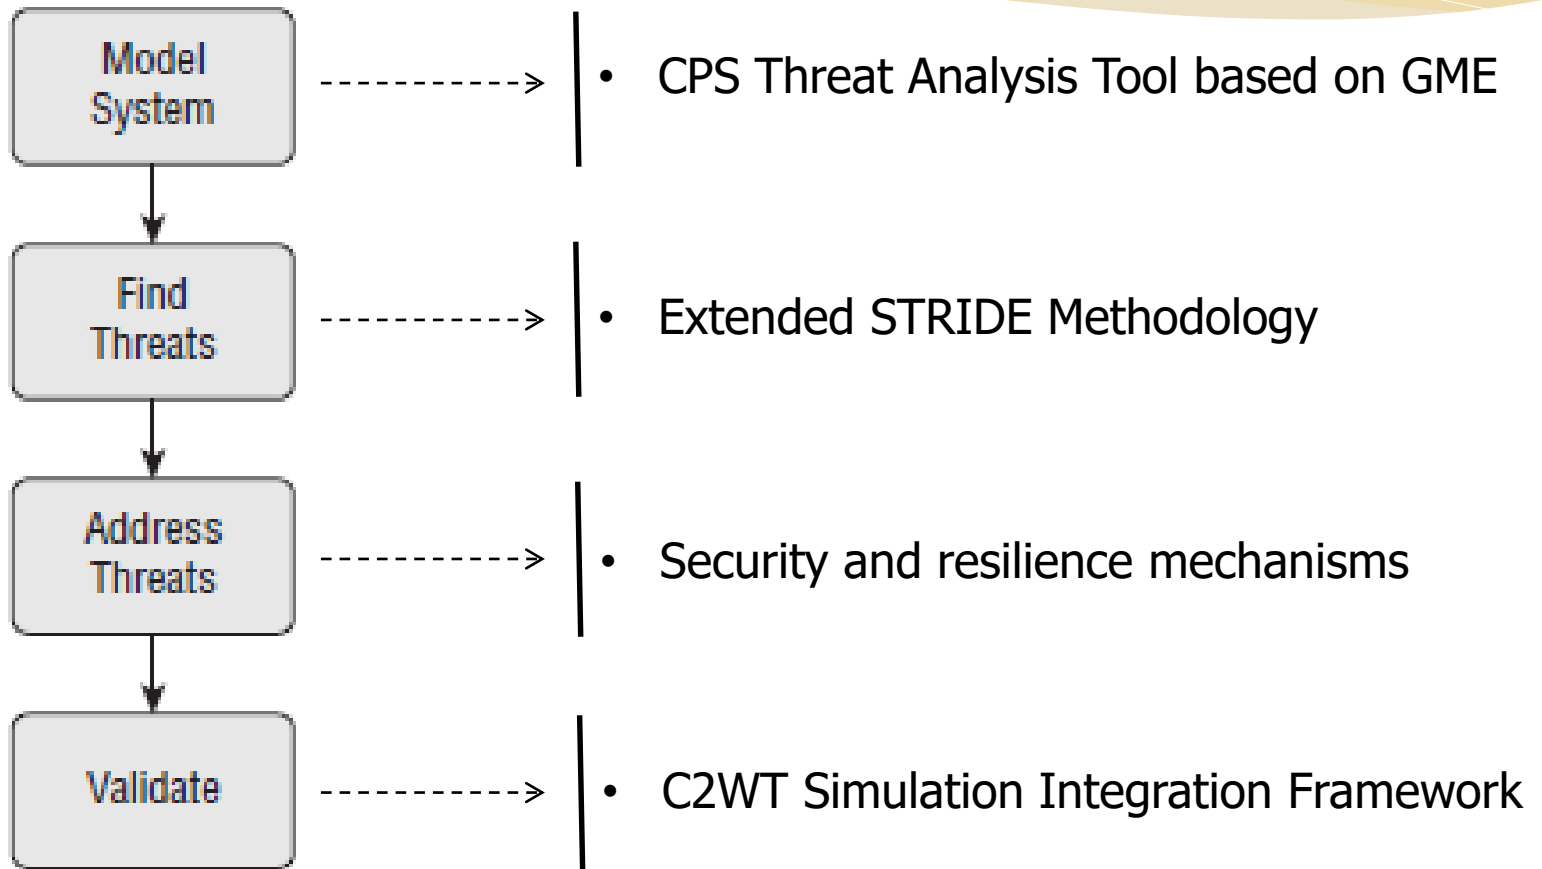 Model
System
• CPS Threat Analysis Tool based on GME
Find
Threats
• Extended STRIDE Methodology
Address
Threats
• Security and resilience mechanisms
Validate
• C2WT Simulation Integration Framework